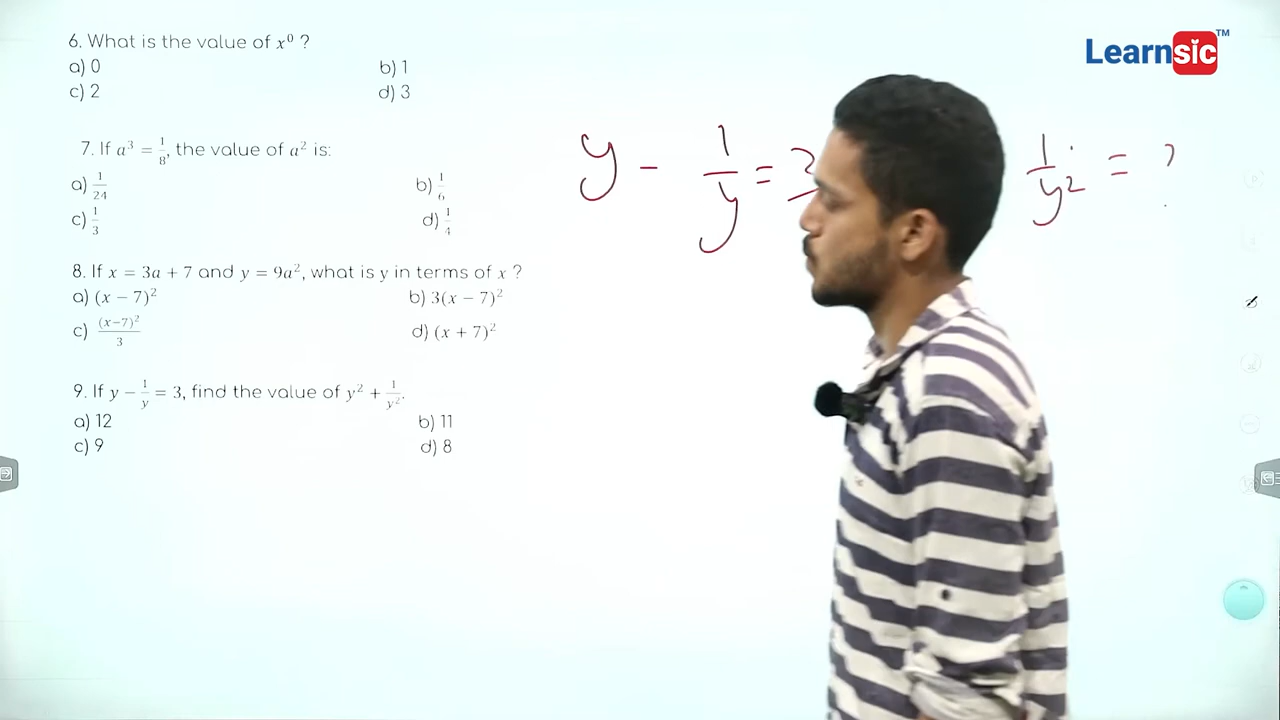 Learnsic™
6. What is the value of x⁰ ?
a) 0 b) 1
c) 2 d) 3
7. If a³ = 1/8, the value of a² is:
a) 1/24 b) 1/6
c) 1/3 d) 1/4
8. If x = 3a + 7 and y = 9a², what is y in terms of x ?
a) (x − 7)² b) 3(x − 7)²
c) (x−7)²/3 d) (x + 7)²
9. If y − 1/y = 3, find the value of y² + 1/y².
a) 12 b) 11
c) 9 d) 8
y − 1/y = 3 1/y² = ?